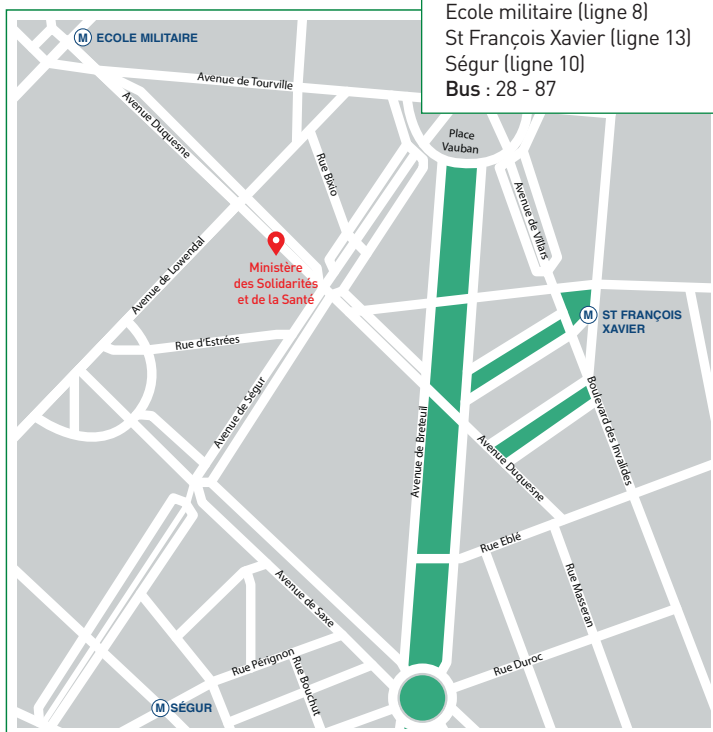 Ecole militaire (ligne 8)
St François Xavier (ligne 13)
Ségur (ligne 10)
Bus : 28 - 87
M ECOLE MILITAIRE
Avenue de Tourville
Avenue Duquesne
Place
Vauban
Rue Bixio
Avenue de Villars
Avenue de Lowendal
Ministère
des Solidarités
et de la Santé
M ST FRANÇOIS
XAVIER
Rue d'Estrées
Avenue de Ségur
Avenue de Breteuil
Boulevard des Invalides
Avenue Duquesne
Rue Eblé
Rue Masseran
Avenue de Saxe
Rue Pérignon
Rue Bouchut
Rue Duroc
M SÉGUR